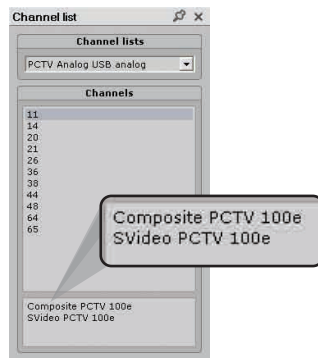 Channel list
Channel lists
PCTV Analog USB analog
Channels
11
14
20
21
26
36
38
44
48
64
65
Composite PCTV 100e
SVideo PCTV 100e
Composite PCTV 100e
SVideo PCTV 100e